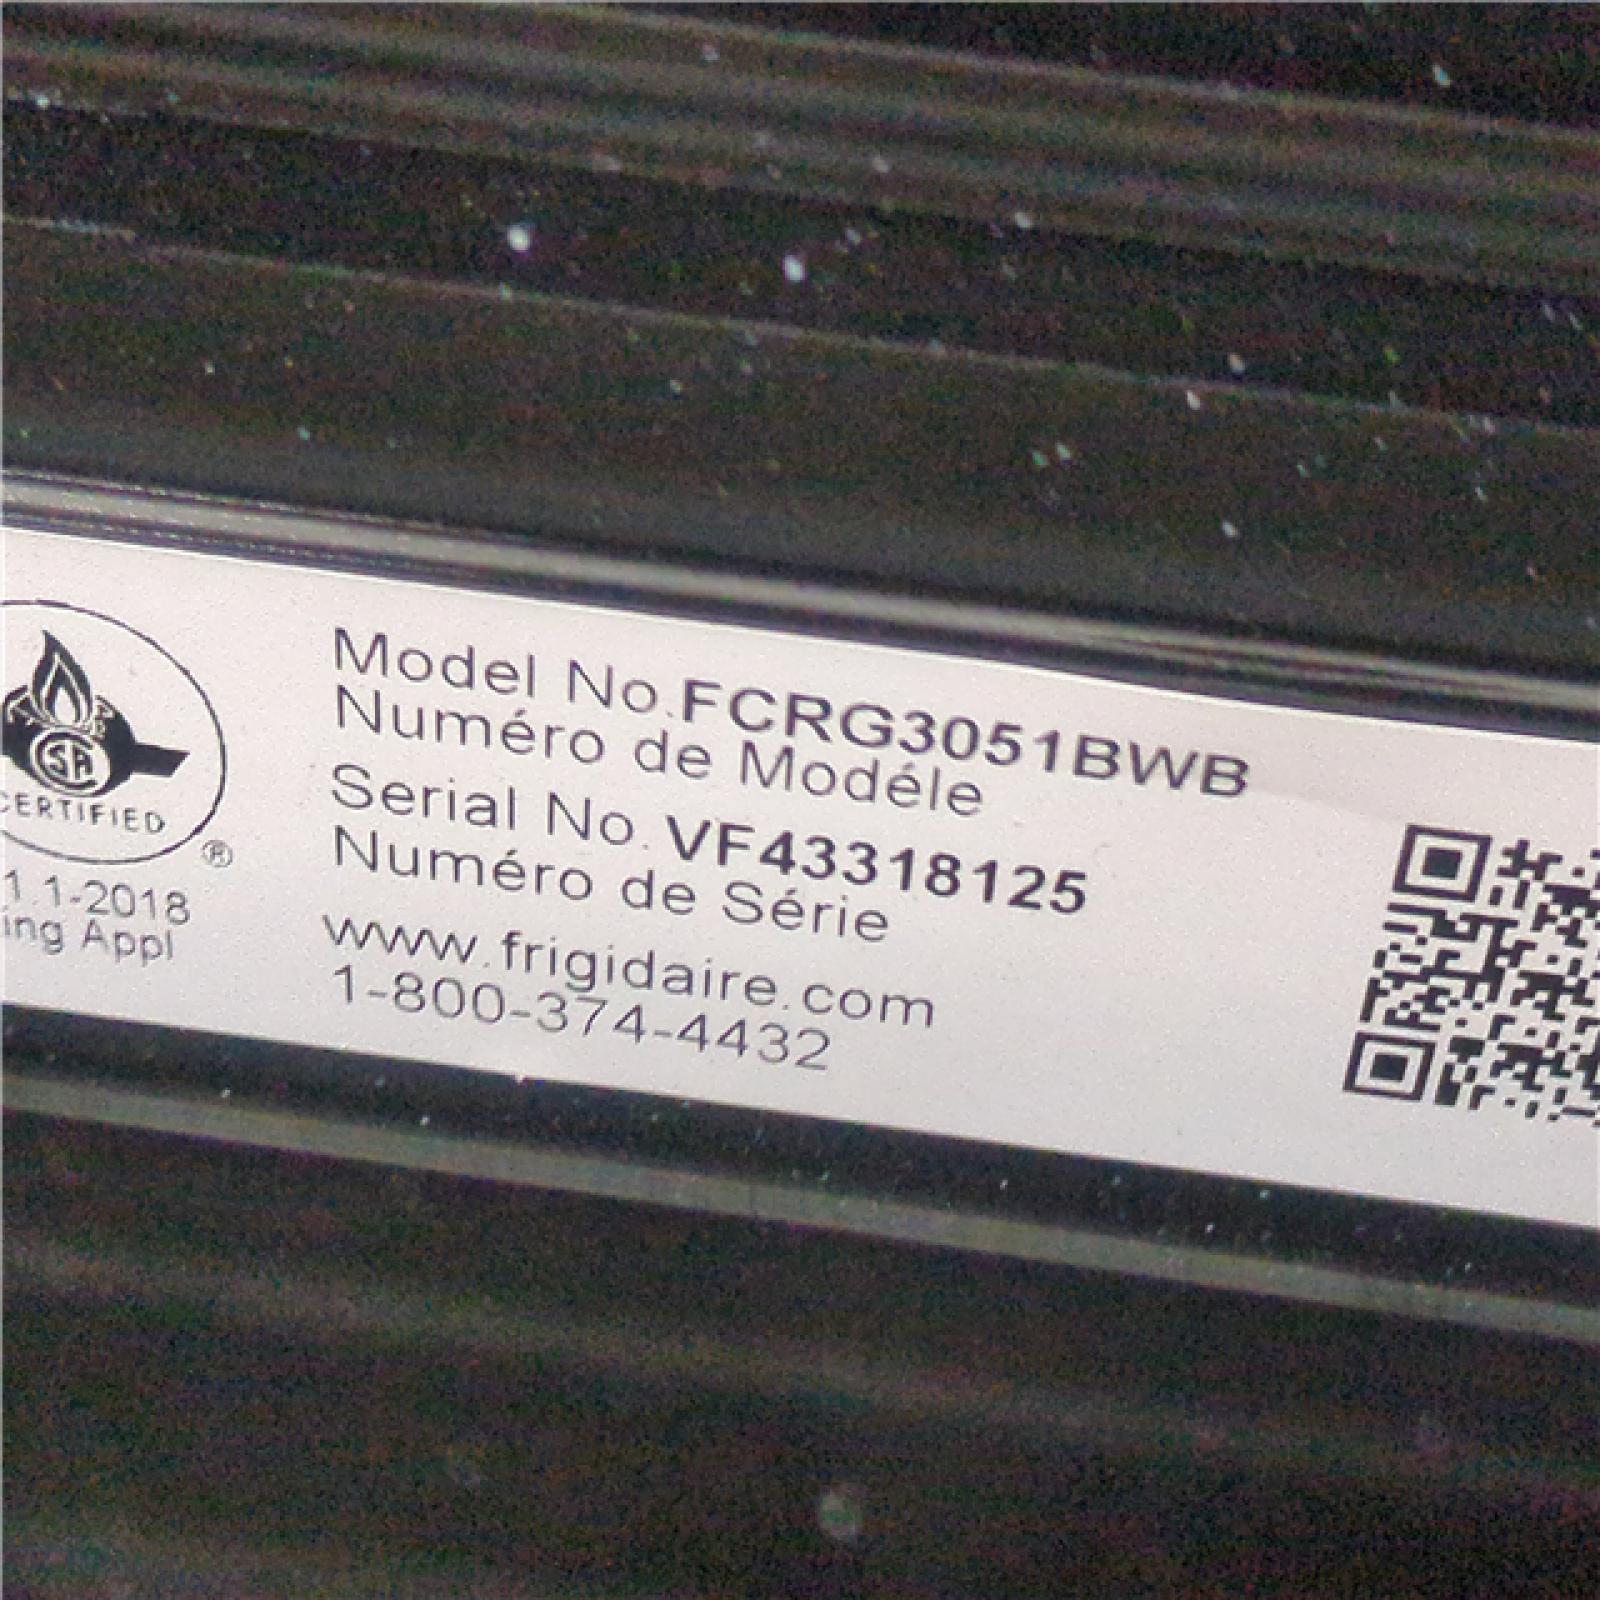 CERTIFIED
®
1.1-2018
ing Appl
Model No.FCRG3051BWB
Numéro de Modéle
Serial No.VF43318125
Numéro de Série
www.frigidaire.com
1-800-374-4432